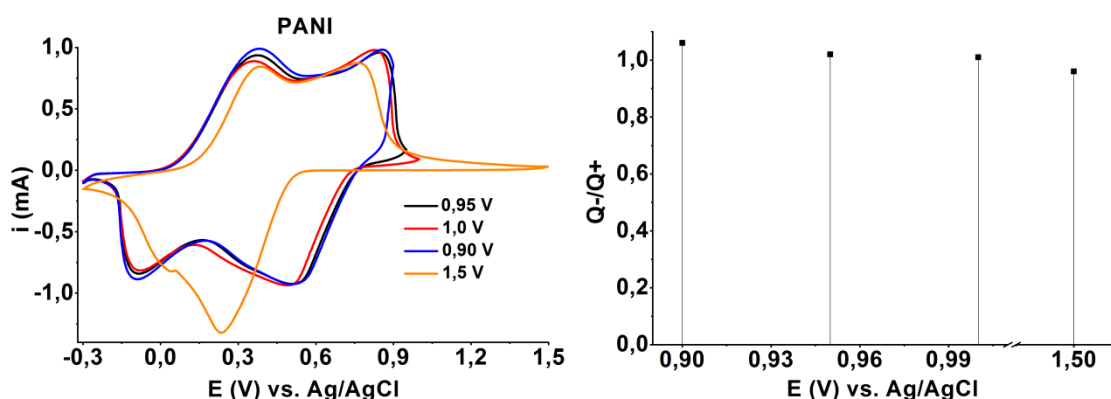 PANI
1,0
0,5
0,0
-0,5
-1,0
i (mA)
0,95 V
1,0 V
0,90 V
1,5 V
-0,3 0,0 0,3 0,6 0,9 1,2 1,5
E (V) vs. Ag/AgCl
1,0
0,8
0,6
0,4
0,2
0,0
Q-/Q+
0,90 0,93 0,96 0,99 1,50
E (V) vs. Ag/AgCl